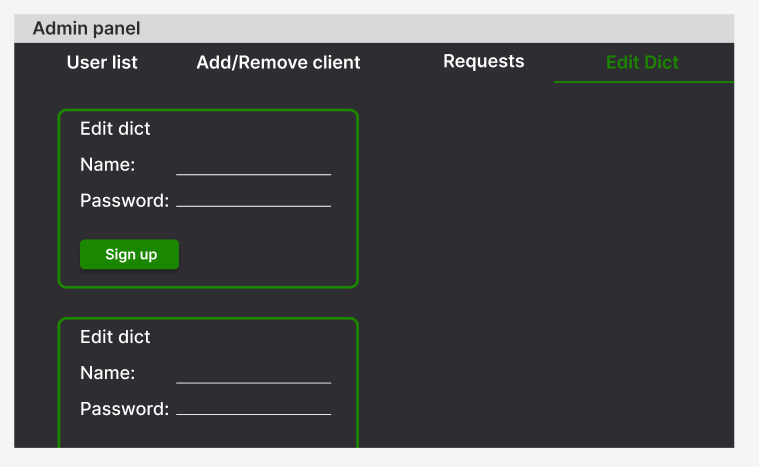 Admin panel
User list Add/Remove client Requests Edit Dict
Edit dict
Name:
Password:
Sign up
Edit dict
Name:
Password: